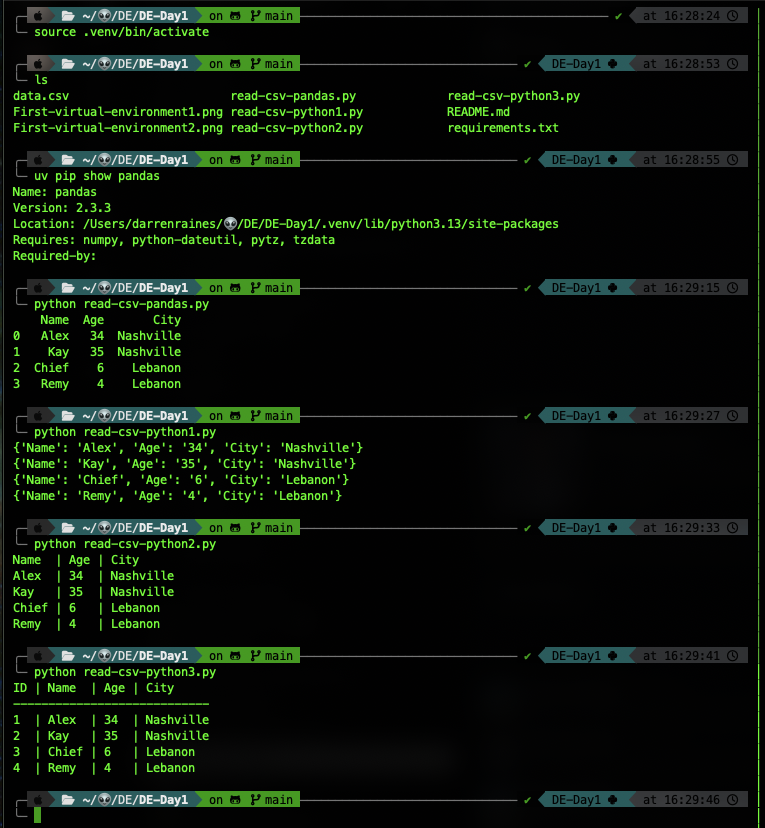 ~/👽/DE/DE-Day1 on main ✔ at 16:28:24
source .venv/bin/activate
~/👽/DE/DE-Day1 on main ✔ DE-Day1 at 16:28:53
ls
data.csv read-csv-pandas.py read-csv-python3.py
First-virtual-environment1.png read-csv-python1.py README.md
First-virtual-environment2.png read-csv-python2.py requirements.txt
~/👽/DE/DE-Day1 on main ✔ DE-Day1 at 16:28:55
uv pip show pandas
Name: pandas
Version: 2.3.3
Location: /Users/darrenraines/👽/DE/DE-Day1/.venv/lib/python3.13/site-packages
Requires: numpy, python-dateutil, pytz, tzdata
Required-by:
~/👽/DE/DE-Day1 on main ✔ DE-Day1 at 16:29:15
python read-csv-pandas.py
Name Age City
0 Alex 34 Nashville
1 Kay 35 Nashville
2 Chief 6 Lebanon
3 Remy 4 Lebanon
~/👽/DE/DE-Day1 on main ✔ DE-Day1 at 16:29:27
python read-csv-python1.py
{'Name': 'Alex', 'Age': '34', 'City': 'Nashville'}
{'Name': 'Kay', 'Age': '35', 'City': 'Nashville'}
{'Name': 'Chief', 'Age': '6', 'City': 'Lebanon'}
{'Name': 'Remy', 'Age': '4', 'City': 'Lebanon'}
~/👽/DE/DE-Day1 on main ✔ DE-Day1 at 16:29:33
python read-csv-python2.py
Name | Age | City
Alex | 34 | Nashville
Kay | 35 | Nashville
Chief | 6 | Lebanon
Remy | 4 | Lebanon
~/👽/DE/DE-Day1 on main ✔ DE-Day1 at 16:29:41
python read-csv-python3.py
ID | Name | Age | City
----------------------------
1 | Alex | 34 | Nashville
2 | Kay | 35 | Nashville
3 | Chief | 6 | Lebanon
4 | Remy | 4 | Lebanon
~/👽/DE/DE-Day1 on main ✔ DE-Day1 at 16:29:46